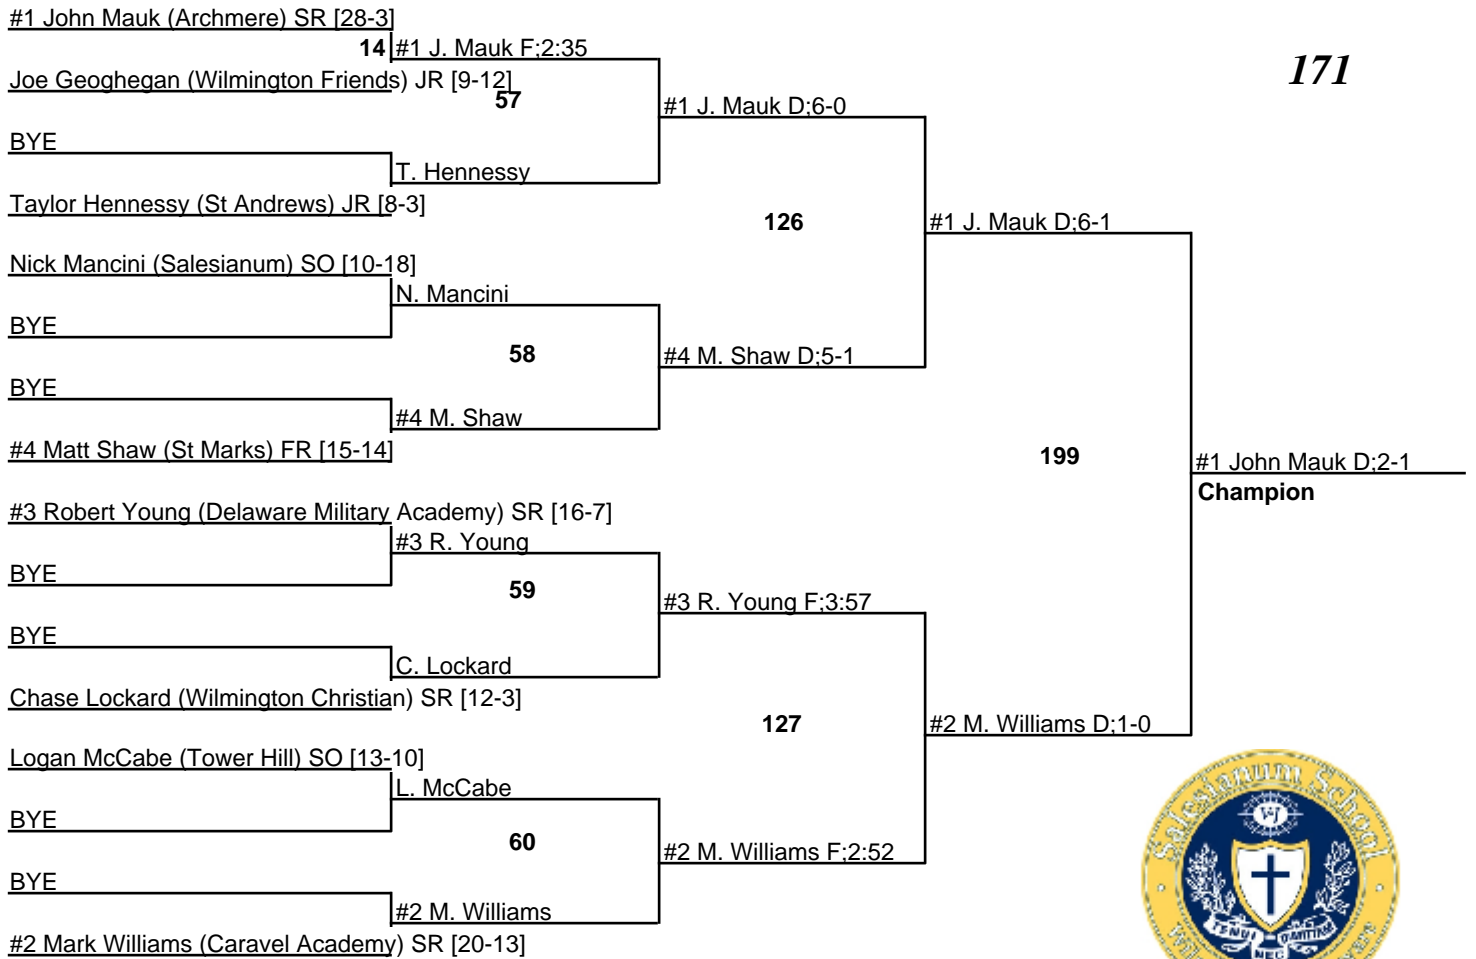 #1 John Mauk (Archmere) SR [28-3]
14 #1 J. Mauk F;2:35
171
Joe Geoghegan (Wilmington Friends) JR [9-12]
57
#1 J. Mauk D;6-0
BYE
T. Hennessy
Taylor Hennessy (St Andrews) JR [8-3]
126
#1 J. Mauk D;6-1
Nick Mancini (Salesianum) SO [10-18]
N. Mancini
BYE
58
#4 M. Shaw D;5-1
BYE
#4 M. Shaw
#4 Matt Shaw (St Marks) FR [15-14]
199
#1 John Mauk D;2-1
Champion
#3 Robert Young (Delaware Military Academy) SR [16-7]
#3 R. Young
BYE
59
#3 R. Young F;3:57
BYE
C. Lockard
Chase Lockard (Wilmington Christian) SR [12-3]
127
#2 M. Williams D;1-0
Logan McCabe (Tower Hill) SO [13-10]
L. McCabe
BYE
60
#2 M. Williams F;2:52
BYE
#2 M. Williams
#2 Mark Williams (Caravel Academy) SR [20-13]
Salesianum School
TENUI
NEC